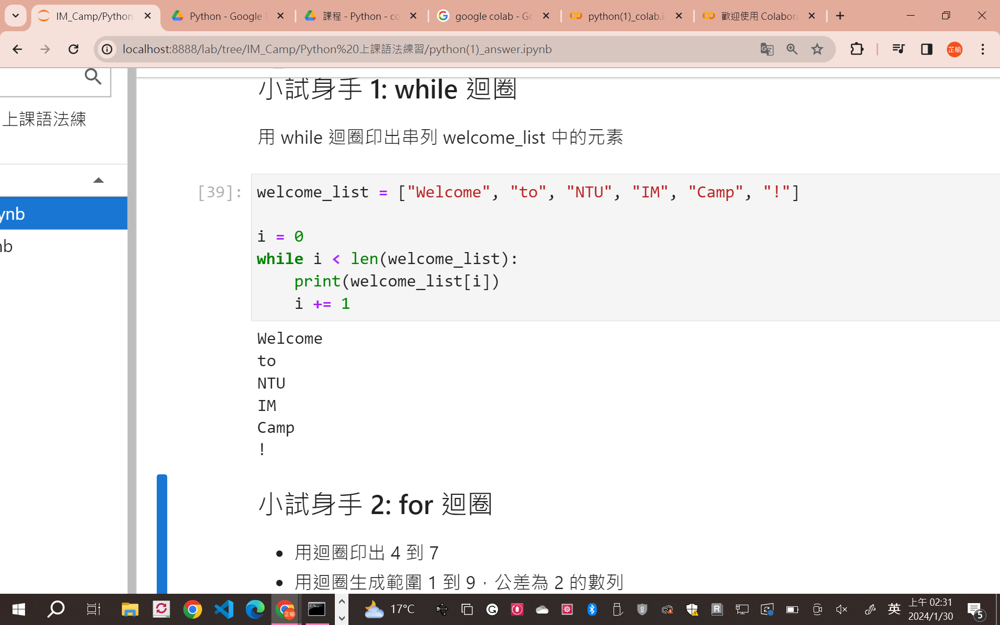 IM_Camp/Python
Python - Google
課程 - Python - co
google colab - Go
python(1)_colab.i
歡迎使用 Colabora
localhost:8888/lab/tree/IM_Camp/Python%20上課語法練習/python(1)_answer.ipynb
芷榆
上課語法練
ynb
nb
小試身手 1: while 迴圈
用 while 迴圈印出串列 welcome_list 中的元素
[39]:
welcome_list = ["Welcome", "to", "NTU", "IM", "Camp", "!"]
i = 0
while i < len(welcome_list):
    print(welcome_list[i])
    i += 1
Welcome
to
NTU
IM
Camp
!
小試身手 2: for 迴圈
• 用迴圈印出 4 到 7
• 用迴圈生成範圍 1 到 9，公差為 2 的數列
17°C
英
上午 02:31
2024/1/30
5